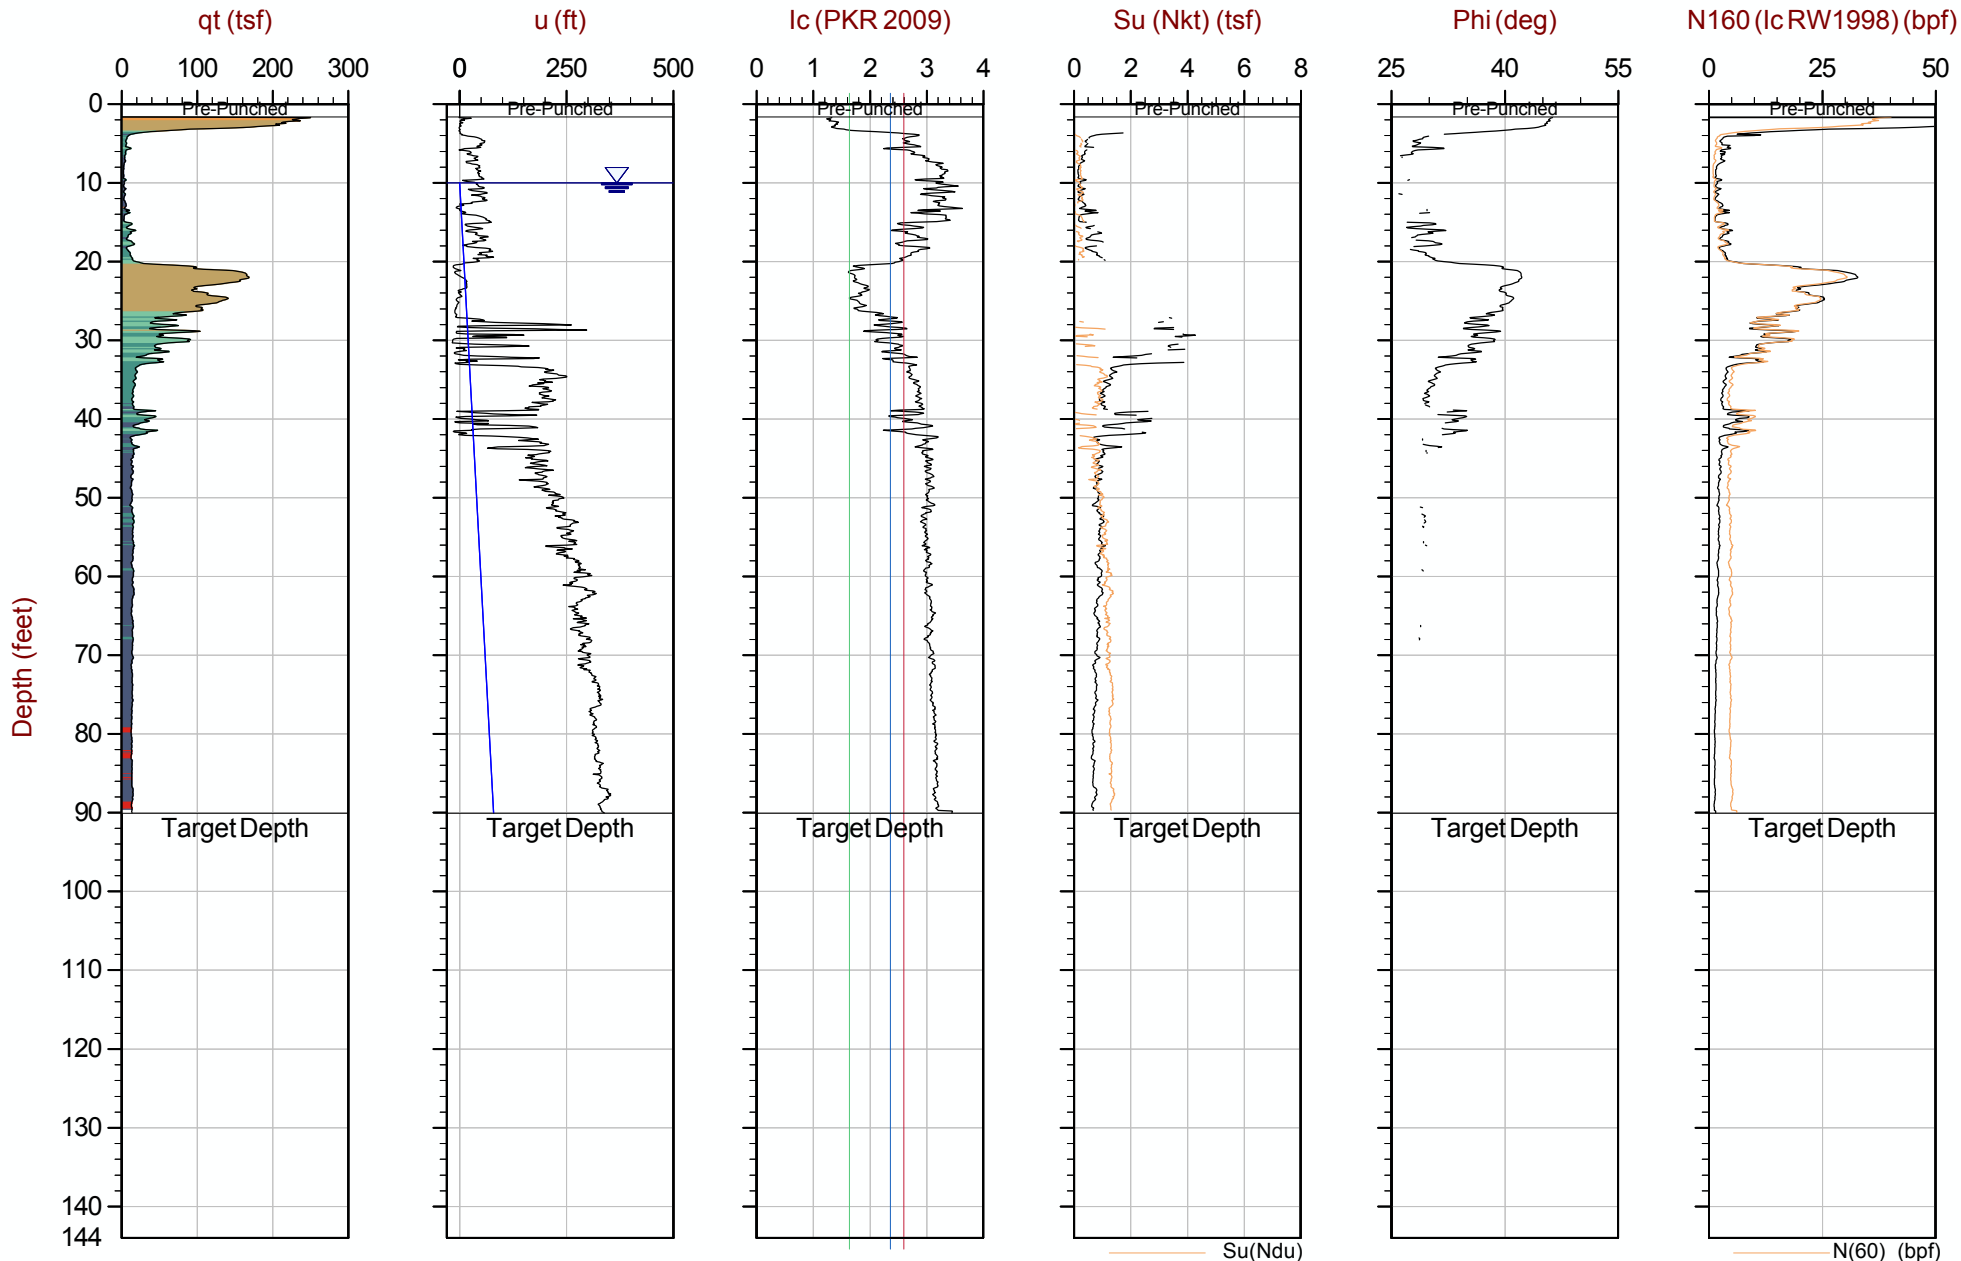 qt (tsf) u (ft) Ic (PKR 2009) Su (Nkt) (tsf) Phi (deg) N160 (Ic RW1998) (bpf)
0 100 200 300 0 250 500 0 1 2 3 4 0 2 4 6 8 25 40 55 0 25 50
0 Pre-Punched Pre-Punched Pre-Punched Pre-Punched Pre-Punched Pre-Punched
10
20
30
40
50
60
Depth (feet)
70
80
90
Target Depth Target Depth Target Depth Target Depth Target Depth Target Depth
100
110
120
130
140
144
Su(Ndu) N(60) (bpf)